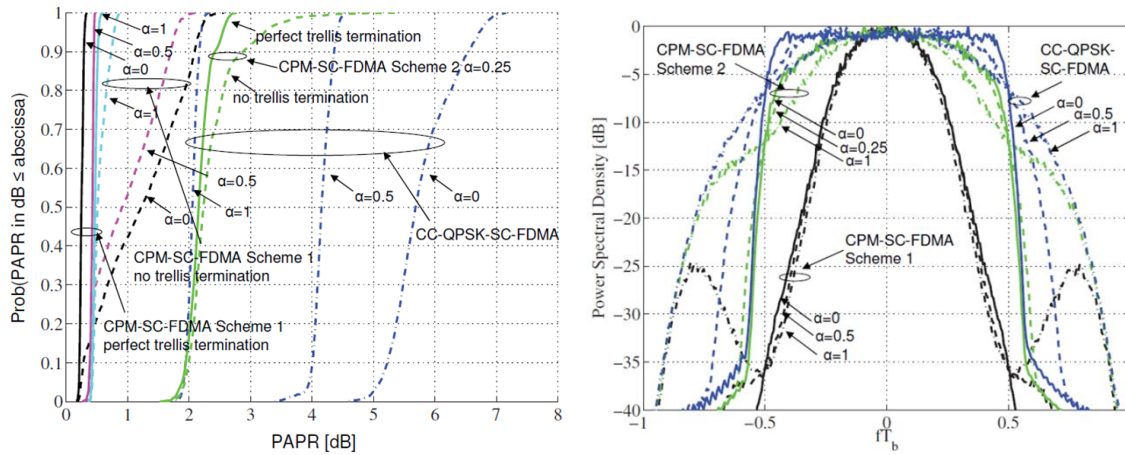 Prob(PAPR in dB ≤ abscissa)
1
0.9
0.8
0.7
0.6
0.5
0.4
0.3
0.2
0.1
0
α=1
α=0.5
α=0
α=1
perfect trellis termination
CPM-SC-FDMA Scheme 2 α=0.25
no trellis termination
α=0.5
α=0
α=1
α=0.5
α=0
CC-QPSK-SC-FDMA
CPM-SC-FDMA Scheme 1
no trellis termination
CPM-SC-FDMA Scheme 1
perfect trellis termination
0 1 2 3 4 5 6 7 8
PAPR [dB]
Power Spectral Density [dB]
0
−5
−10
−15
−20
−25
−30
−35
−40
CPM-SC-FDMA
Scheme 2
CC-QPSK-
SC-FDMA
α=0
α=0.5
α=1
α=0
α=0.25
α=1
CPM-SC-FDMA
Scheme 1
α=0
α=0.5
α=1
−1 −0.5 0 0.5
fT_b